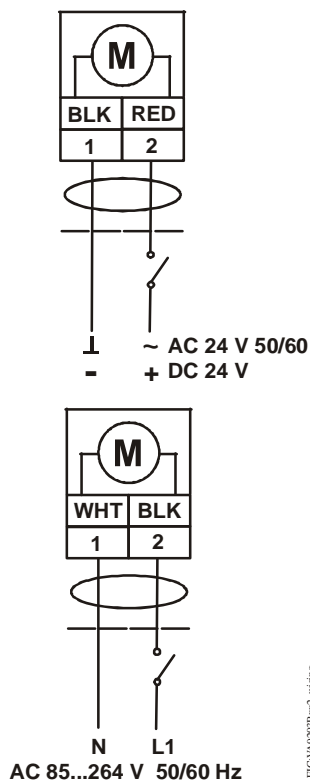 M
BLK RED
1 2
⊥ ~ AC 24 V 50/60
- + DC 24 V
M
WHT BLK
1 2
N L1
AC 85...264 V 50/60 Hz